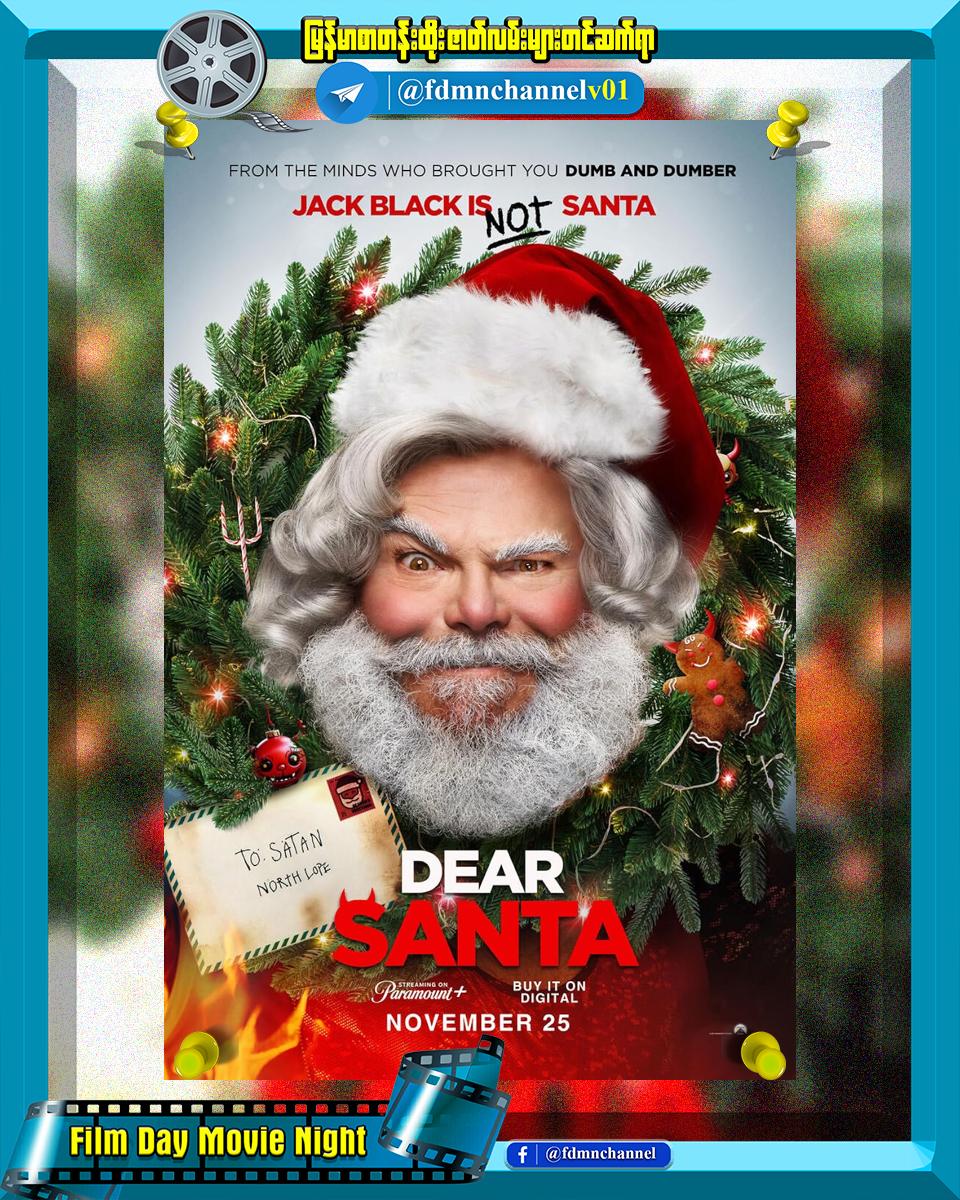 မြန်မာစာတန်းထိုးဇာတ်လမ်းများတင်ဆက်ရာ
@fdmnchannelv01
FROM THE MINDS WHO BROUGHT YOU DUMB AND DUMBER
JACK BLACK IS NOT SANTA
TO: SATAN
NORTH LOPE
DEAR
SANTA
STREAMING ON
Paramount+
BUY IT ON
DIGITAL
NOVEMBER 25
Film Day Movie Night
@fdmnchannel